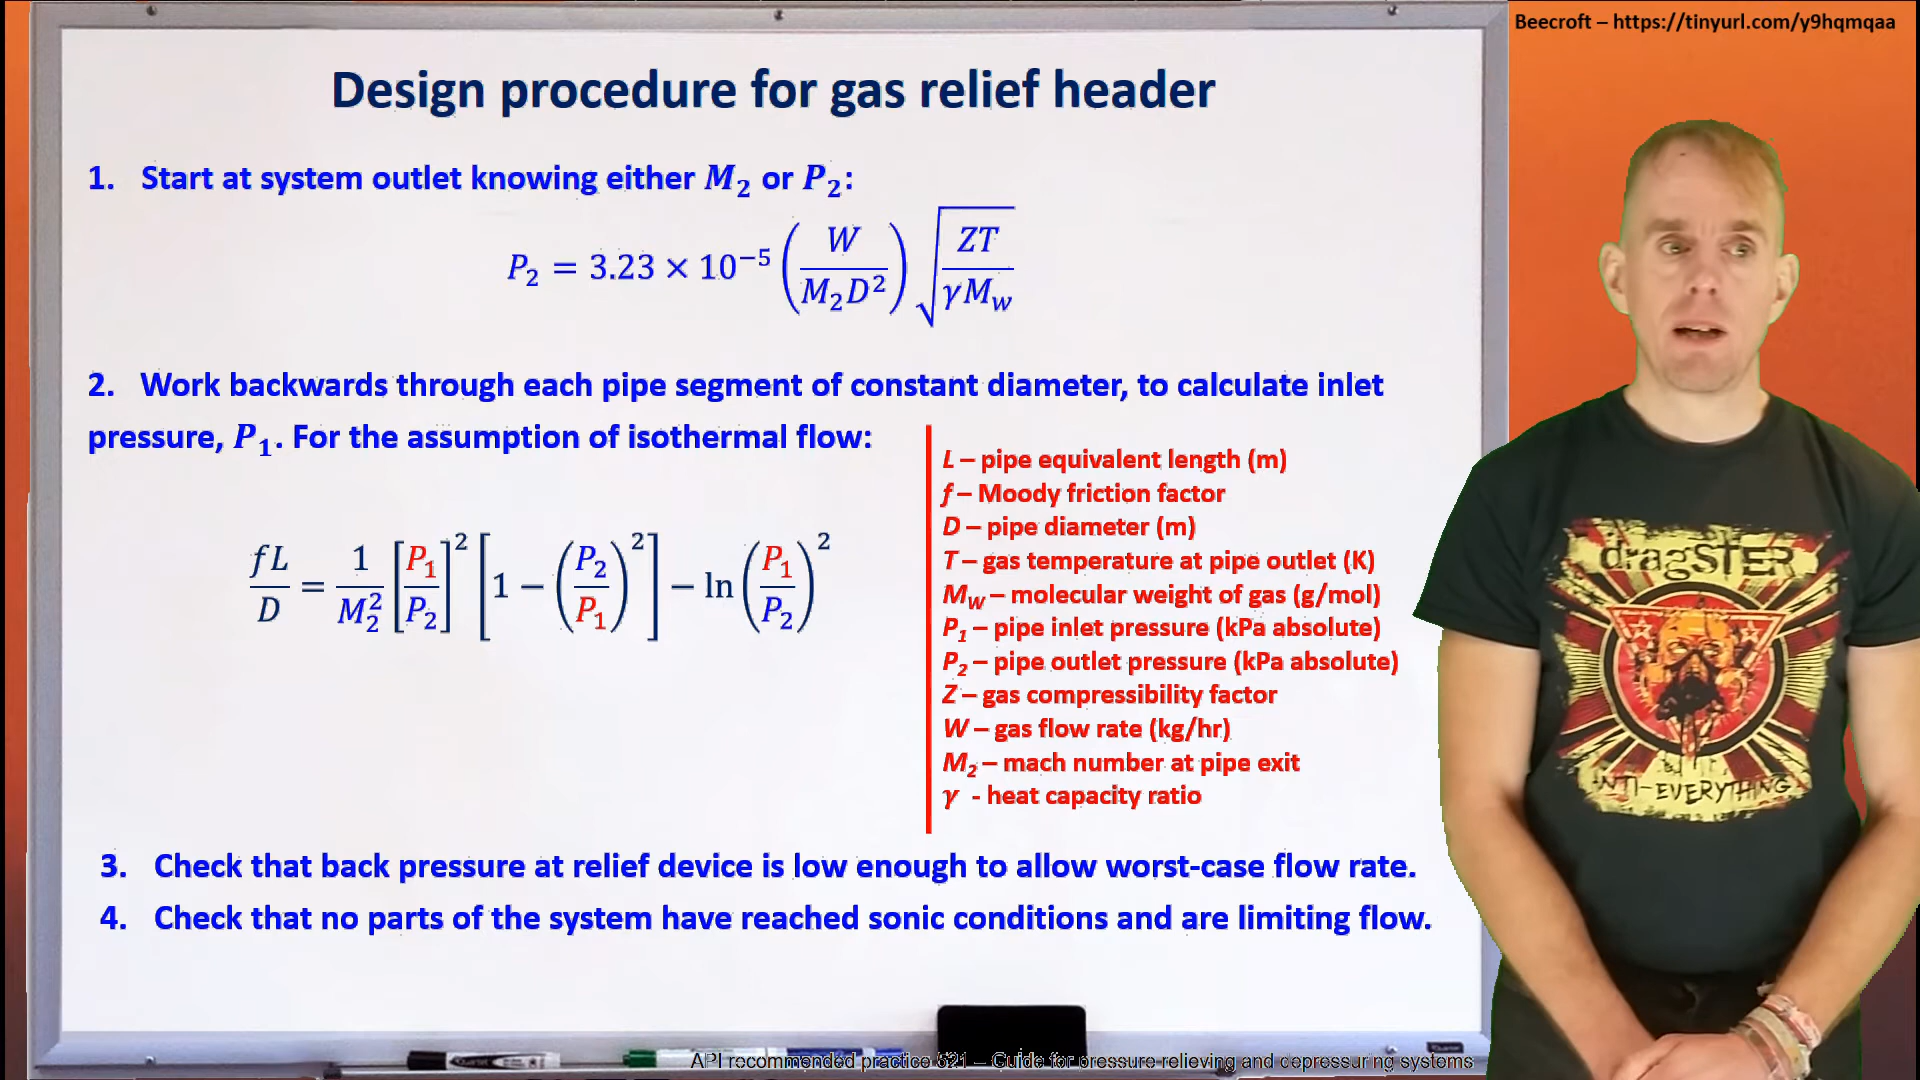 Beecroft – https://tinyurl.com/y9hqmqaa
Design procedure for gas relief header
1. Start at system outlet knowing either M₂ or P₂:
P₂ = 3.23 × 10⁻⁵ (W / M₂D²) √(ZT / γM_w)
2. Work backwards through each pipe segment of constant diameter, to calculate inlet
pressure, P₁. For the assumption of isothermal flow:
fL/D = 1/M₂² [P₁/P₂]² [1 − (P₂/P₁)²] − ln (P₁/P₂)²
L – pipe equivalent length (m)
f – Moody friction factor
D – pipe diameter (m)
T – gas temperature at pipe outlet (K)
M_W – molecular weight of gas (g/mol)
P₁ – pipe inlet pressure (kPa absolute)
P₂ – pipe outlet pressure (kPa absolute)
Z – gas compressibility factor
W – gas flow rate (kg/hr)
M₂ – mach number at pipe exit
γ - heat capacity ratio
3. Check that back pressure at relief device is low enough to allow worst-case flow rate.
4. Check that no parts of the system have reached sonic conditions and are limiting flow.
API recommended practice 521 – Guide for pressure-relieving and depressuring systems
dragSTER
ANTI-EVERYTHING